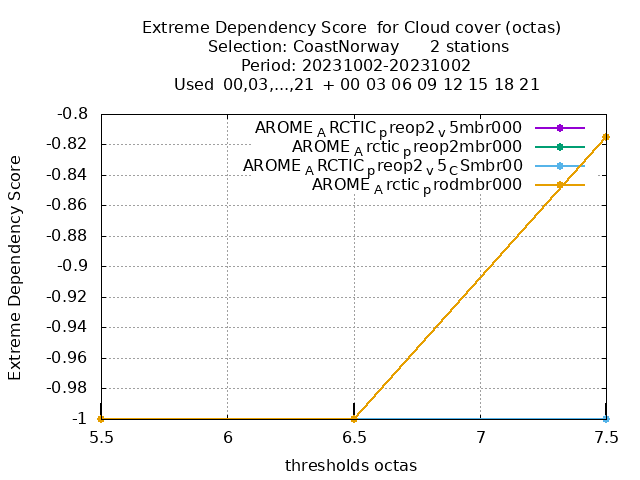 Extreme Dependency Score  for Cloud cover (octas)
Selection: CoastNorway      2 stations
Period: 20231002-20231002
Used  00,03,...,21  + 00 03 06 09 12 15 18 21
AROME_ARCTIC_preop2_v5mbr000
AROME_Arctic_preop2mbr000
AROME_ARCTIC_preop2_v5_CSmbr00
AROME_Arctic_prodmbr000
Extreme Dependency Score
-0.8
-0.82
-0.84
-0.86
-0.88
-0.9
-0.92
-0.94
-0.96
-0.98
-1
5.5 6 6.5 7 7.5
thresholds octas